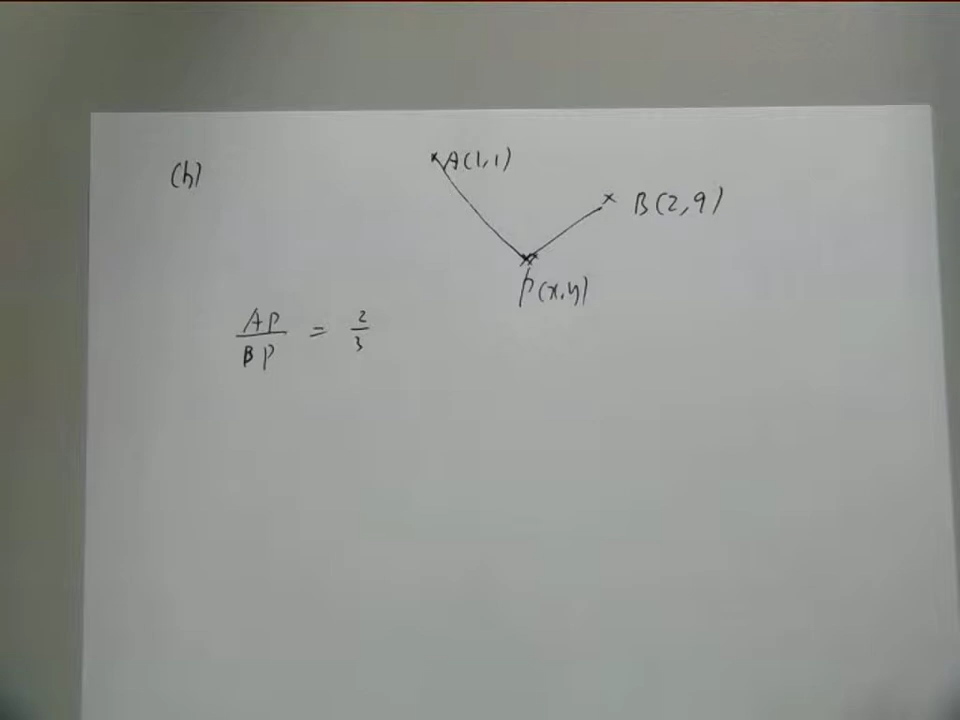 (h)
A(1,1)
B(2,9)
P(x,y)
AP/BP = 2/3